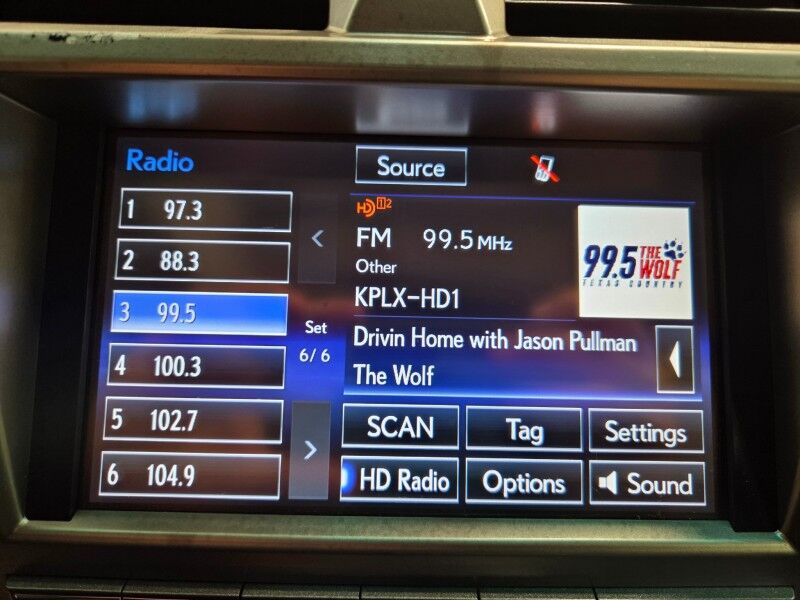 Radio
Source
1 97.3
2 88.3
3 99.5
4 100.3
5 102.7
6 104.9
Set
6/6
HD 1 2
FM 99.5 MHz
Other
KPLX-HD1
99.5 THE WOLF
TEXAS COUNTRY
Drivin Home with Jason Pullman
The Wolf
SCAN Tag Settings
HD Radio Options Sound